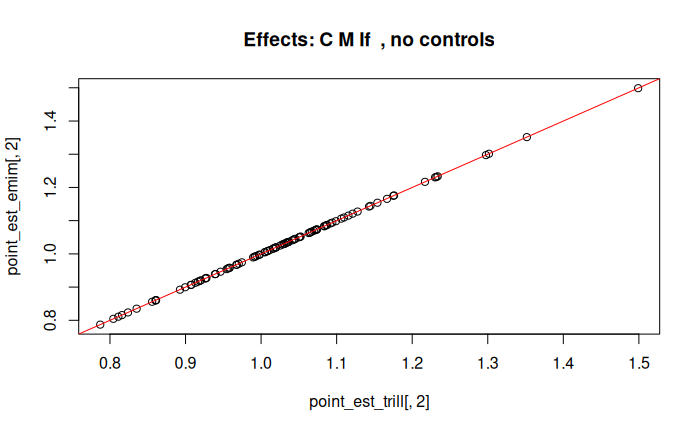 Effects: C M If  , no controls
point_est_emim[, 2]
1.4
1.2
1.0
0.8
0.8 0.9 1.0 1.1 1.2 1.3 1.4 1.5
point_est_trill[, 2]